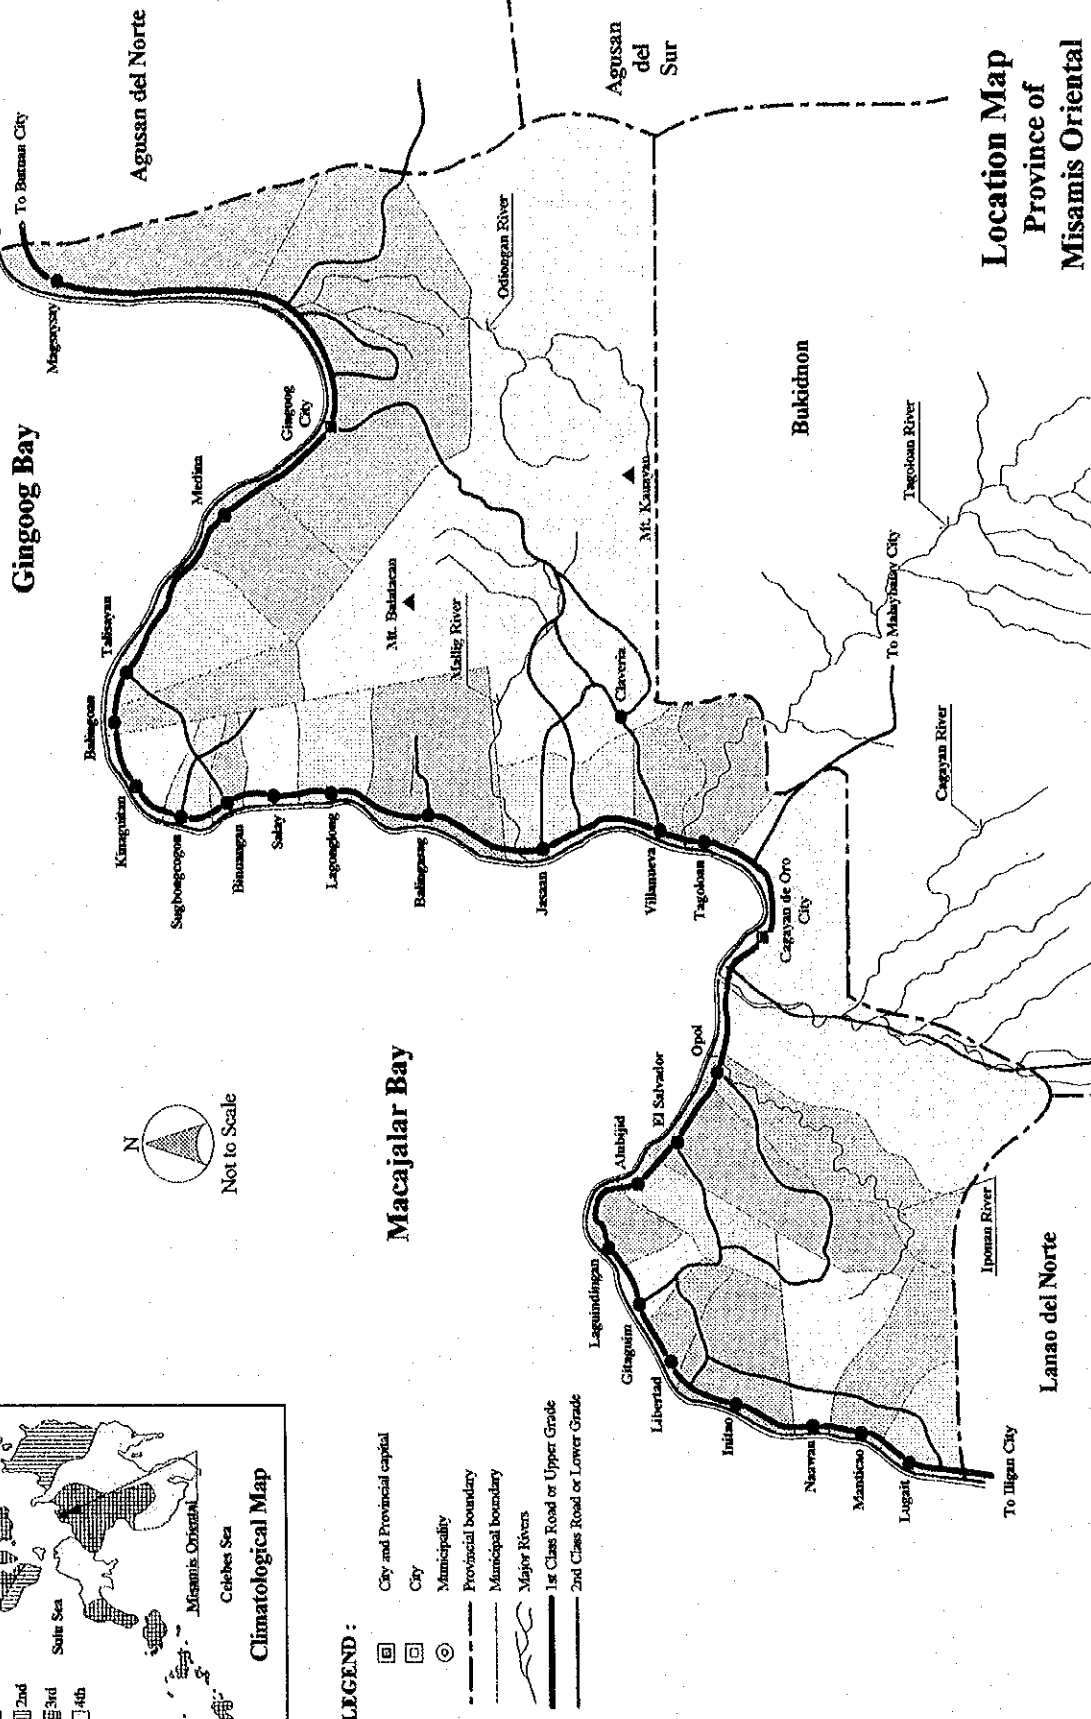 Gingoog Bay
Agusan del Norte
To Butuan City
Magsaysay
Gingoog
City
Medina
Talisayan
Balingoan
Kinaguitan
Sugbongcogon
Binuangan
Salay
Lagonglong
Balingasag
Jasaan
Villanueva
Tagoloan
Cagayan de Oro
City
Claveria
Mt. Balatacan
Mallig River
Odiongan River
Mt. Kanavan
Agusan
del
Sur
Bukidnon
Tagoloan River
To Malaybalay City
Cagayan River
N
Not to Scale
Macajalar Bay
Opol
El Salvador
Alubijid
Laguindingan
Gitaguim
Libertad
Initao
Naawan
Manticao
Lugait
To Iligan City
Iponan River
Lanao del Norte
2nd
3rd
4th
Sulu Sea
Misamis Oriental
Celebes Sea
Climatological Map
LEGEND :
City and Provincial capital
City
Municipality
Provincial boundary
Municipal boundary
Major Rivers
1st Class Road or Upper Grade
2nd Class Road or Lower Grade
Location Map
Province of
Misamis Oriental